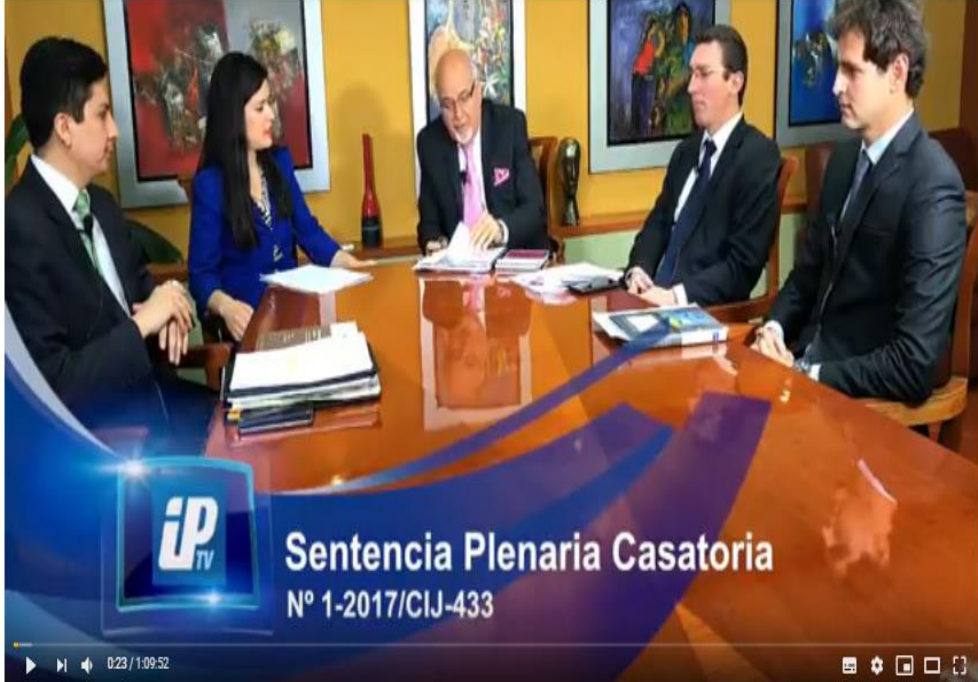 iP
TV
Sentencia Plenaria Casatoria
Nº 1-2017/CIJ-433
0:23 / 1:09:52